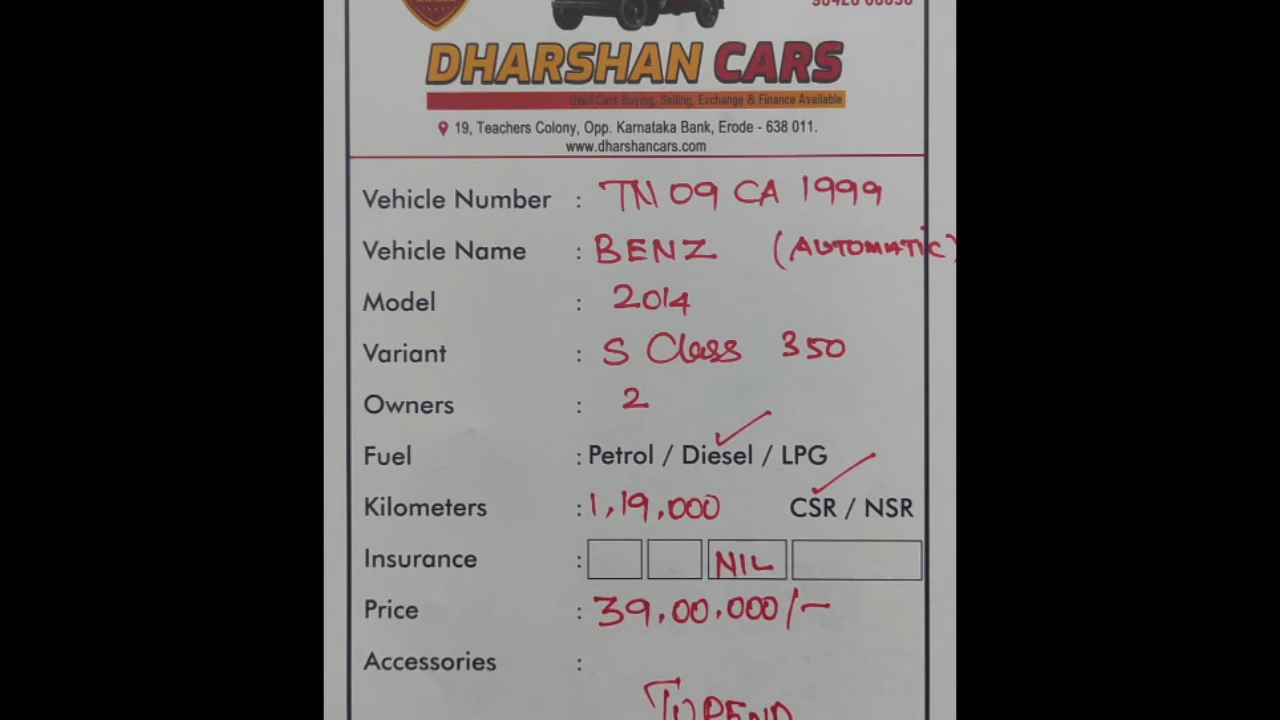 DHARSHAN CARS
Used Cars Buying, Selling, Exchange & Finance Available
19, Teachers Colony, Opp. Karnataka Bank, Erode - 638 011.
www.dharshancars.com
Vehicle Number : TN 09 CA 1999
Vehicle Name : BENZ (AUTOMATIC)
Model : 2014
Variant : S Class 350
Owners : 2
Fuel : Petrol / Diesel / LPG
Kilometers : 1,19,000 CSR / NSR
Insurance : NIL
Price : 39,00,000/-
Accessories :
TOPEND